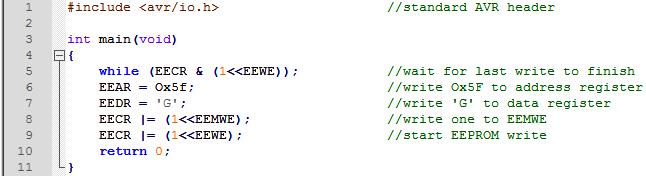 1 #include <avr/io.h> //standard AVR header
2
3 int main(void)
4 {
5 while (EECR & (1<<EEWE)); //wait for last write to finish
6 EEAR = 0x5f; //write 0x5F to address register
7 EEDR = 'G'; //write 'G' to data register
8 EECR |= (1<<EEMWE); //write one to EEMWE
9 EECR |= (1<<EEWE); //start EEPROM write
10 return 0;
11 }